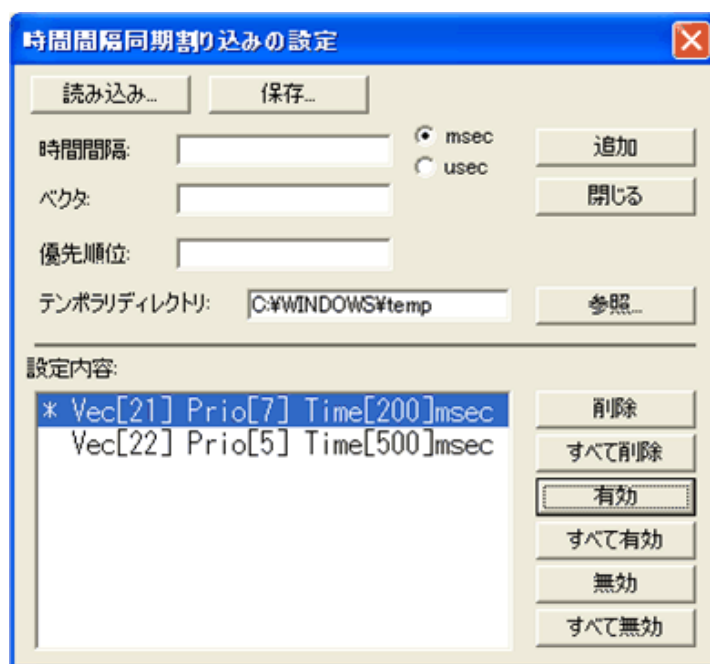 時間間隔同期割り込みの設定
読み込み... 保存...
時間間隔: msec 追加
usec
ベクタ: 閉じる
優先順位:
テンポラリディレクトリ: C:¥WINDOWS¥temp 参照...
設定内容:
* Vec[21] Prio[7] Time[200]msec 削除
Vec[22] Prio[5] Time[500]msec すべて削除
有効
すべて有効
無効
すべて無効